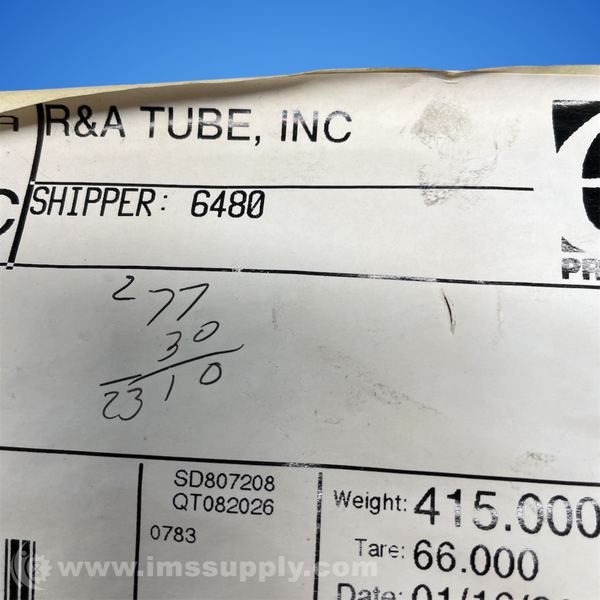 R&A TUBE, INC
SHIPPER: 6480
277
30
2310
SD807208
QT082026
0783
Weight: 415.000
Tare: 66.000
www.imssupply.com